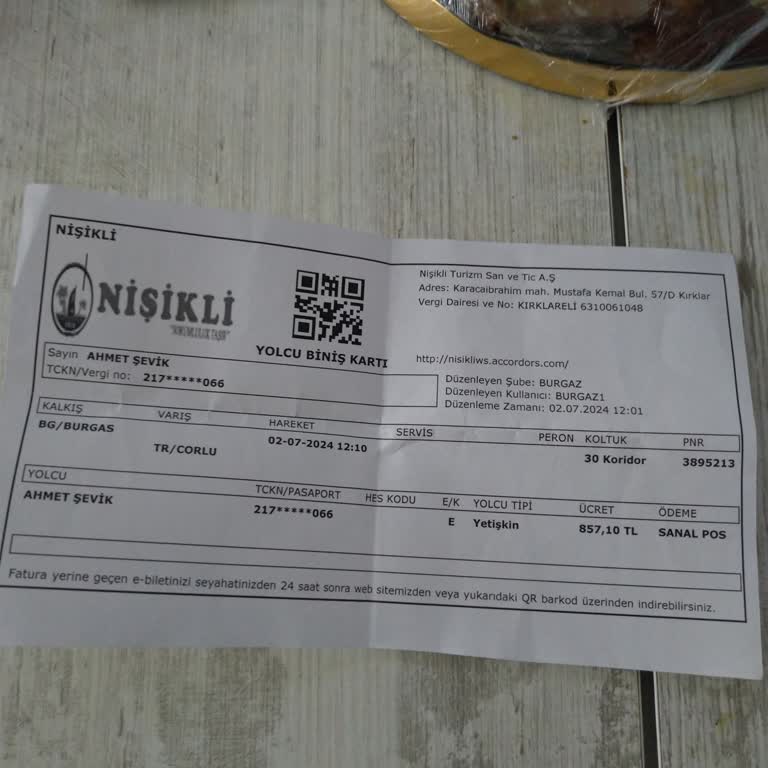 NİŞİKLİ
NİŞİKLİ
"SORUMLULUK TAŞIR"
YOLCU BİNİŞ KARTI
Nişikli Turizm San ve Tic A.Ş
Adres: Karacaibrahim mah. Mustafa Kemal Bul. 57/D Kırklar
Vergi Dairesi ve No: KIRKLARELİ 6310061048
http://nisikliws.accordors.com/
Sayın AHMET ŞEVİK
TCKN/Vergi no: 217*****066
Düzenleyen Şube: BURGAZ
Düzenleyen Kullanıcı: BURGAZ1
Düzenleme Zamanı: 02.07.2024 12:01
KALKIŞ VARIŞ HAREKET SERVİS PERON KOLTUK PNR
BG/BURGAS TR/CORLU 02-07-2024 12:10 30 Koridor 3895213
YOLCU TCKN/PASAPORT HES KODU E/K YOLCU TİPİ ÜCRET ÖDEME
AHMET ŞEVİK 217*****066 E Yetişkin 857,10 TL SANAL POS
Fatura yerine geçen e-biletinizi seyahatinizden 24 saat sonra web sitemizden veya yukarıdaki QR barkod üzerinden indirebilirsiniz.